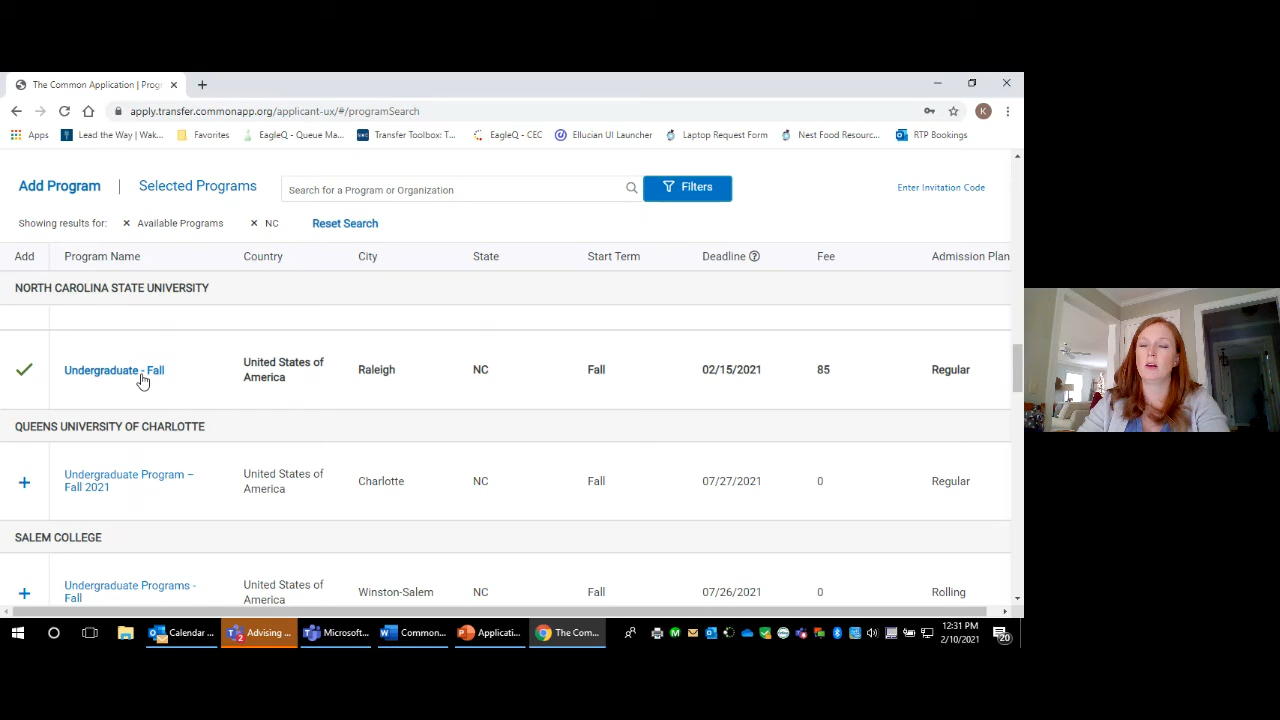 The Common Application | Prog
apply.transfer.commonapp.org/applicant-ux/#/programSearch
K
Apps
Lead the Way | Wak...
Favorites
EagleQ - Queue Ma...
Transfer Toolbox: T...
EagleQ - CEC
Ellucian UI Launcher
Laptop Request Form
Nest Food Resourc...
RTP Bookings
Add Program | Selected Programs
Search for a Program or Organization
Filters
Enter Invitation Code
Showing results for: × Available Programs × NC Reset Search
Add Program Name Country City State Start Term Deadline Fee Admission Plan
NORTH CAROLINA STATE UNIVERSITY
Undergraduate - Fall
United States of
America
Raleigh
NC
Fall
02/15/2021
85
Regular
QUEENS UNIVERSITY OF CHARLOTTE
Undergraduate Program –
Fall 2021
United States of
America
Charlotte
NC
Fall
07/27/2021
0
Regular
SALEM COLLEGE
Undergraduate Programs -
Fall
United States of
America
Winston-Salem
NC
Fall
07/26/2021
0
Rolling
Calendar ...
Advising ...
Microsoft...
Common...
Applicati...
The Com...
12:31 PM
2/10/2021
20